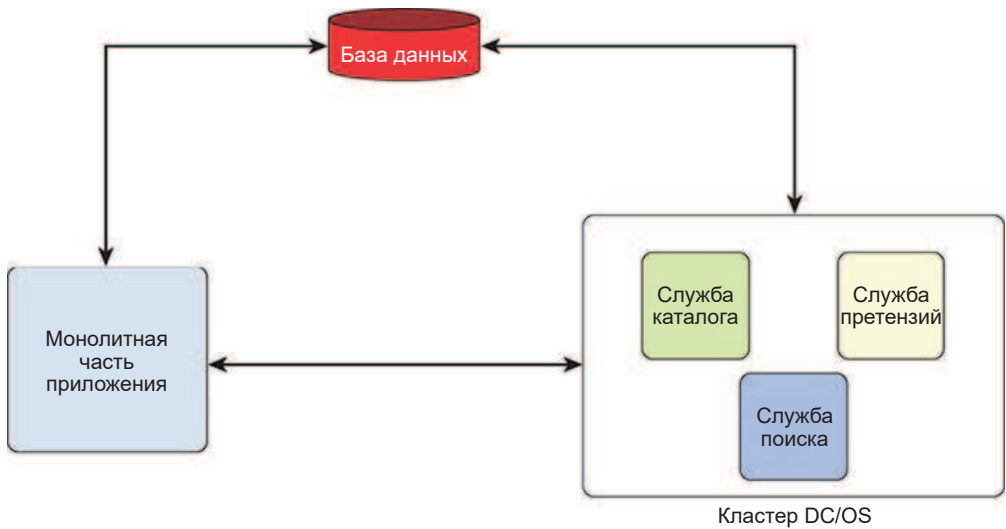 База данных
Монолитная
часть
приложения
Служба
каталога
Служба
претензий
Служба
поиска
Кластер DC/OS